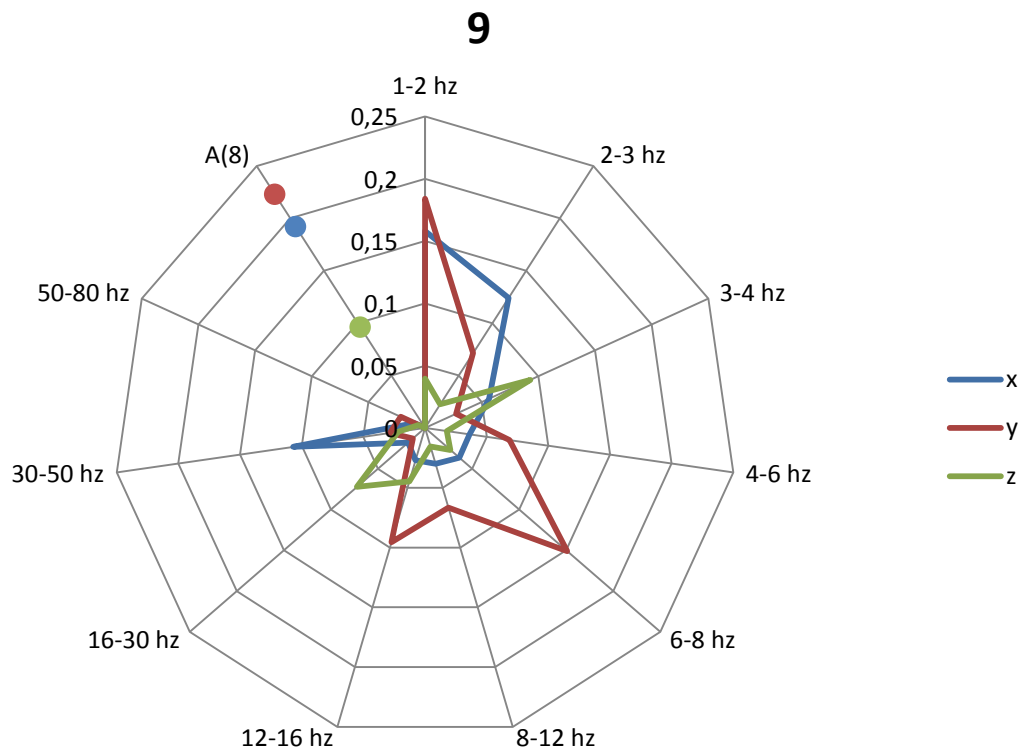 9
1-2 hz
2-3 hz
3-4 hz
4-6 hz
6-8 hz
8-12 hz
12-16 hz
16-30 hz
30-50 hz
50-80 hz
A(8)
0,25
0,2
0,15
0,1
0,05
0
x
y
z